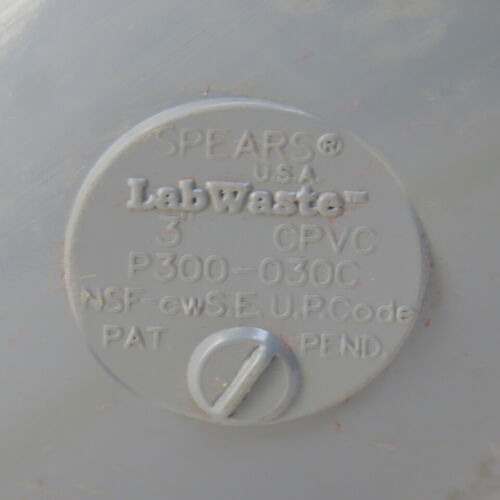 SPEARS®
U.S.A.
LabWaste™
3" CPVC
P300-030C
NSF-cw S.E. U.P.Code
PAT. PEND.